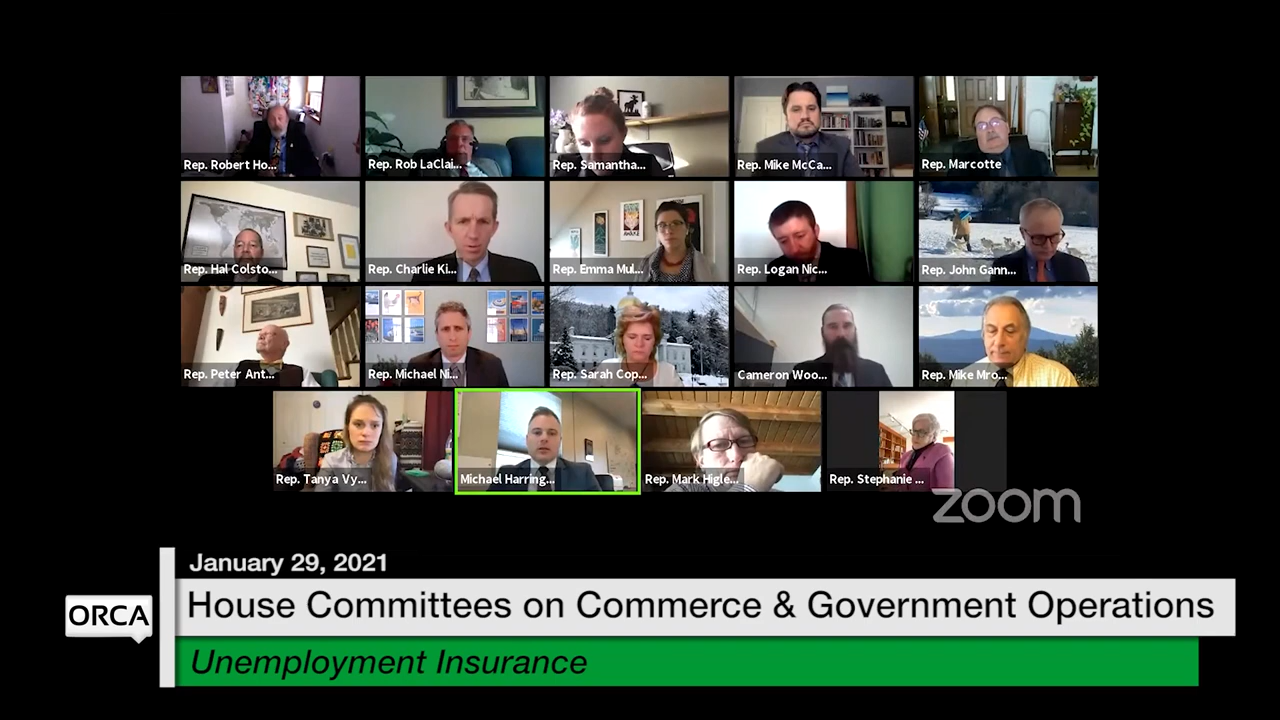 Rep. Robert Ho...
Rep. Rob LaClai...
Rep. Samantha...
Rep. Mike McCa...
Rep. Marcotte
Rep. Hal Colsto...
Rep. Charlie Ki...
Rep. Emma Mul...
Rep. Logan Nic...
Rep. John Gann...
Rep. Peter Ant...
Rep. Michael Ni...
Rep. Sarah Cop...
Cameron Woo...
Rep. Mike Mro...
Rep. Tanya Vy...
Michael Harring...
Rep. Mark Higle...
Rep. Stephanie ...
zoom
January 29, 2021
ORCA
House Committees on Commerce & Government Operations
Unemployment Insurance